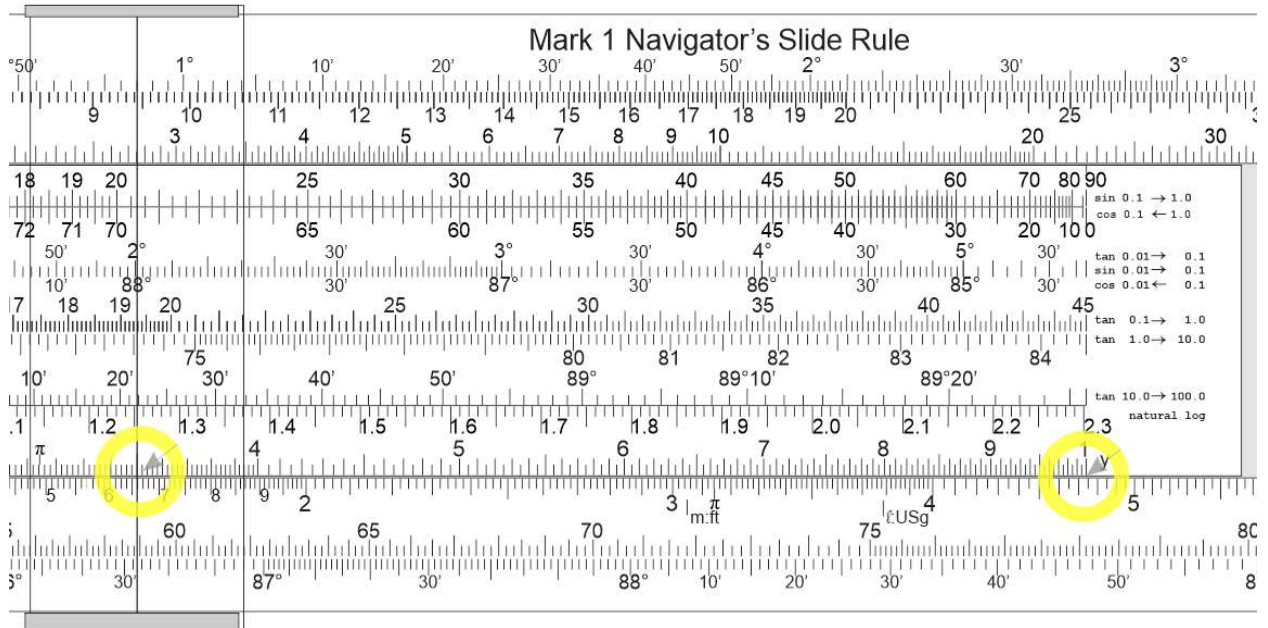 Mark 1 Navigator's Slide Rule
°50' 1° 10' 20' 30' 40' 50' 2° 30' 3°
9 10 11 12 13 14 15 16 17 18 19 20 25
3 4 5 6 7 8 9 10 20 30
18 19 20 25 30 35 40 45 50 60 70 80 90
sin 0.1 → 1.0
cos 0.1 ← 1.0
72 71 70 65 60 55 50 45 40 30 20 10 0
50' 2° 30' 3° 30' 4° 30' 5° 30'
tan 0.01→ 0.1
sin 0.01→ 0.1
10' 88° 30' 87° 30' 86° 30' 85° 30'
cos 0.01← 0.1
7 18 19 20 25 30 35 40 45
tan 0.1→ 1.0
tan 1.0→ 10.0
75 80 81 82 83 84
10' 20' 30' 40' 50' 89° 89°10' 89°20'
tan 10.0→100.0
.1 1.2 1.3 1.4 1.5 1.6 1.7 1.8 1.9 2.0 2.1 2.2 2.3
natural log
π 4 5 6 7 8 9 1 y
5 6 7 8 9 2 3 π 4 5
m:ft ℓ:USg
60 65 70 75 80
6° 30' 87° 30' 88° 10' 20' 30' 40' 50' 8